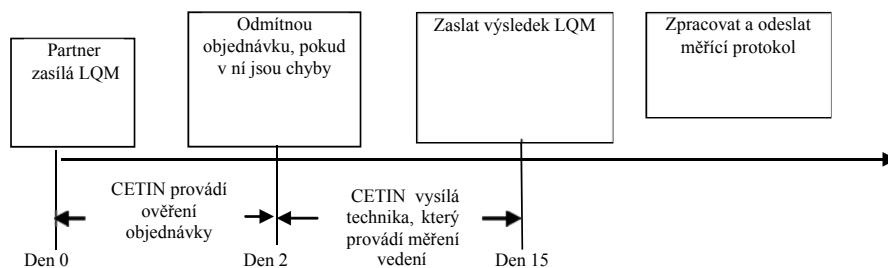 Partner
zasílá LQM
Odmítnou
objednávku, pokud
v ní jsou chyby
Zaslat výsledek LQM
Zpracovat a odeslat
měřící protokol
CETIN provádí
ověření
objednávky
CETIN vysílá
technika, který
provádí měření
vedení
Den 0
Den 2
Den 15